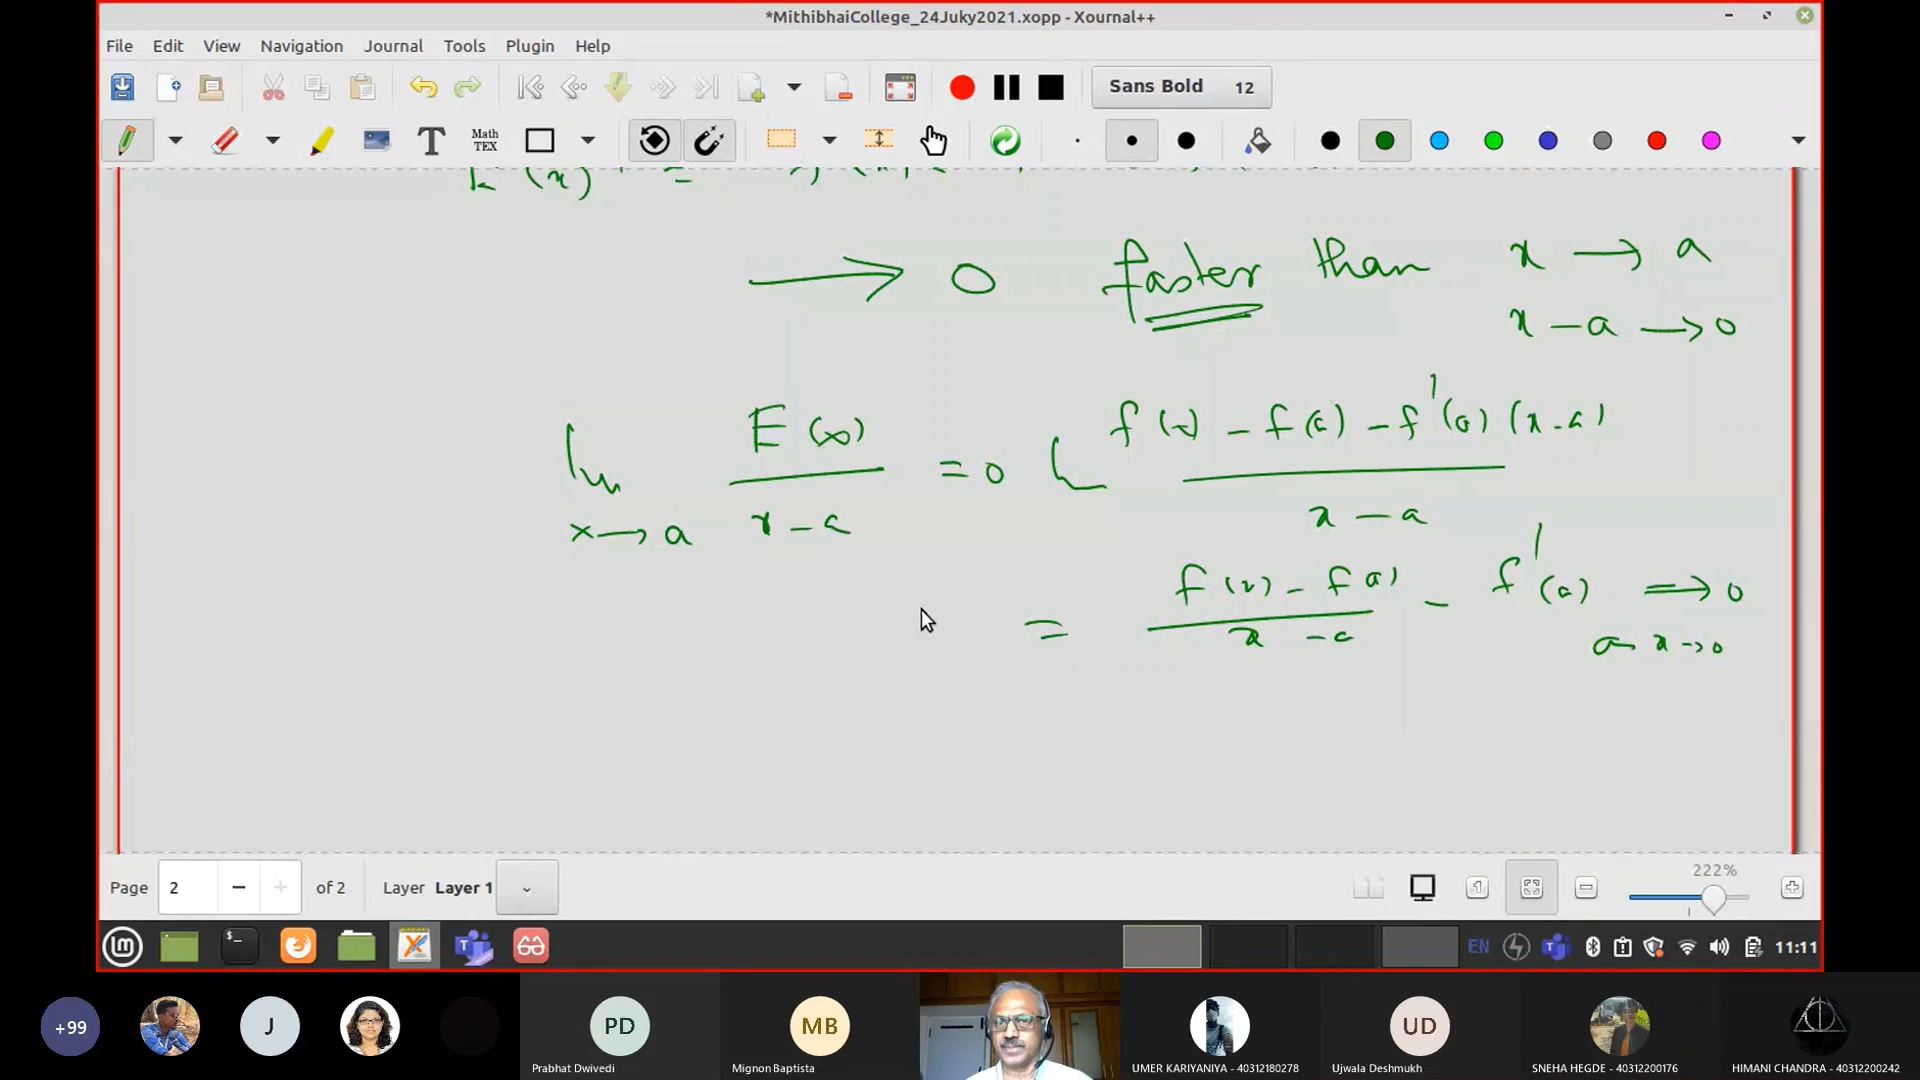 *MithibhaiCollege_24Juky2021.xopp - Xournal++
File Edit View Navigation Journal Tools Plugin Help
Sans Bold 12
T Math TEX
→ 0 faster than x → a
x - a → 0
lim x→a E(x) / x-a = 0 f(x) - f(a) - f'(a) (x-a) / x - a
= f(x) - f(a) / x - a - f'(a) ⟹ 0
as x → 0
Page 2 of 2 Layer Layer 1 222%
EN 11:11
+99 J PD MB UD
Prabhat Dwivedi Mignon Baptista UMER KARIYANIYA - 40312180278 Ujwala Deshmukh SNEHA HEGDE - 40312200176 HIMANI CHANDRA - 40312200242